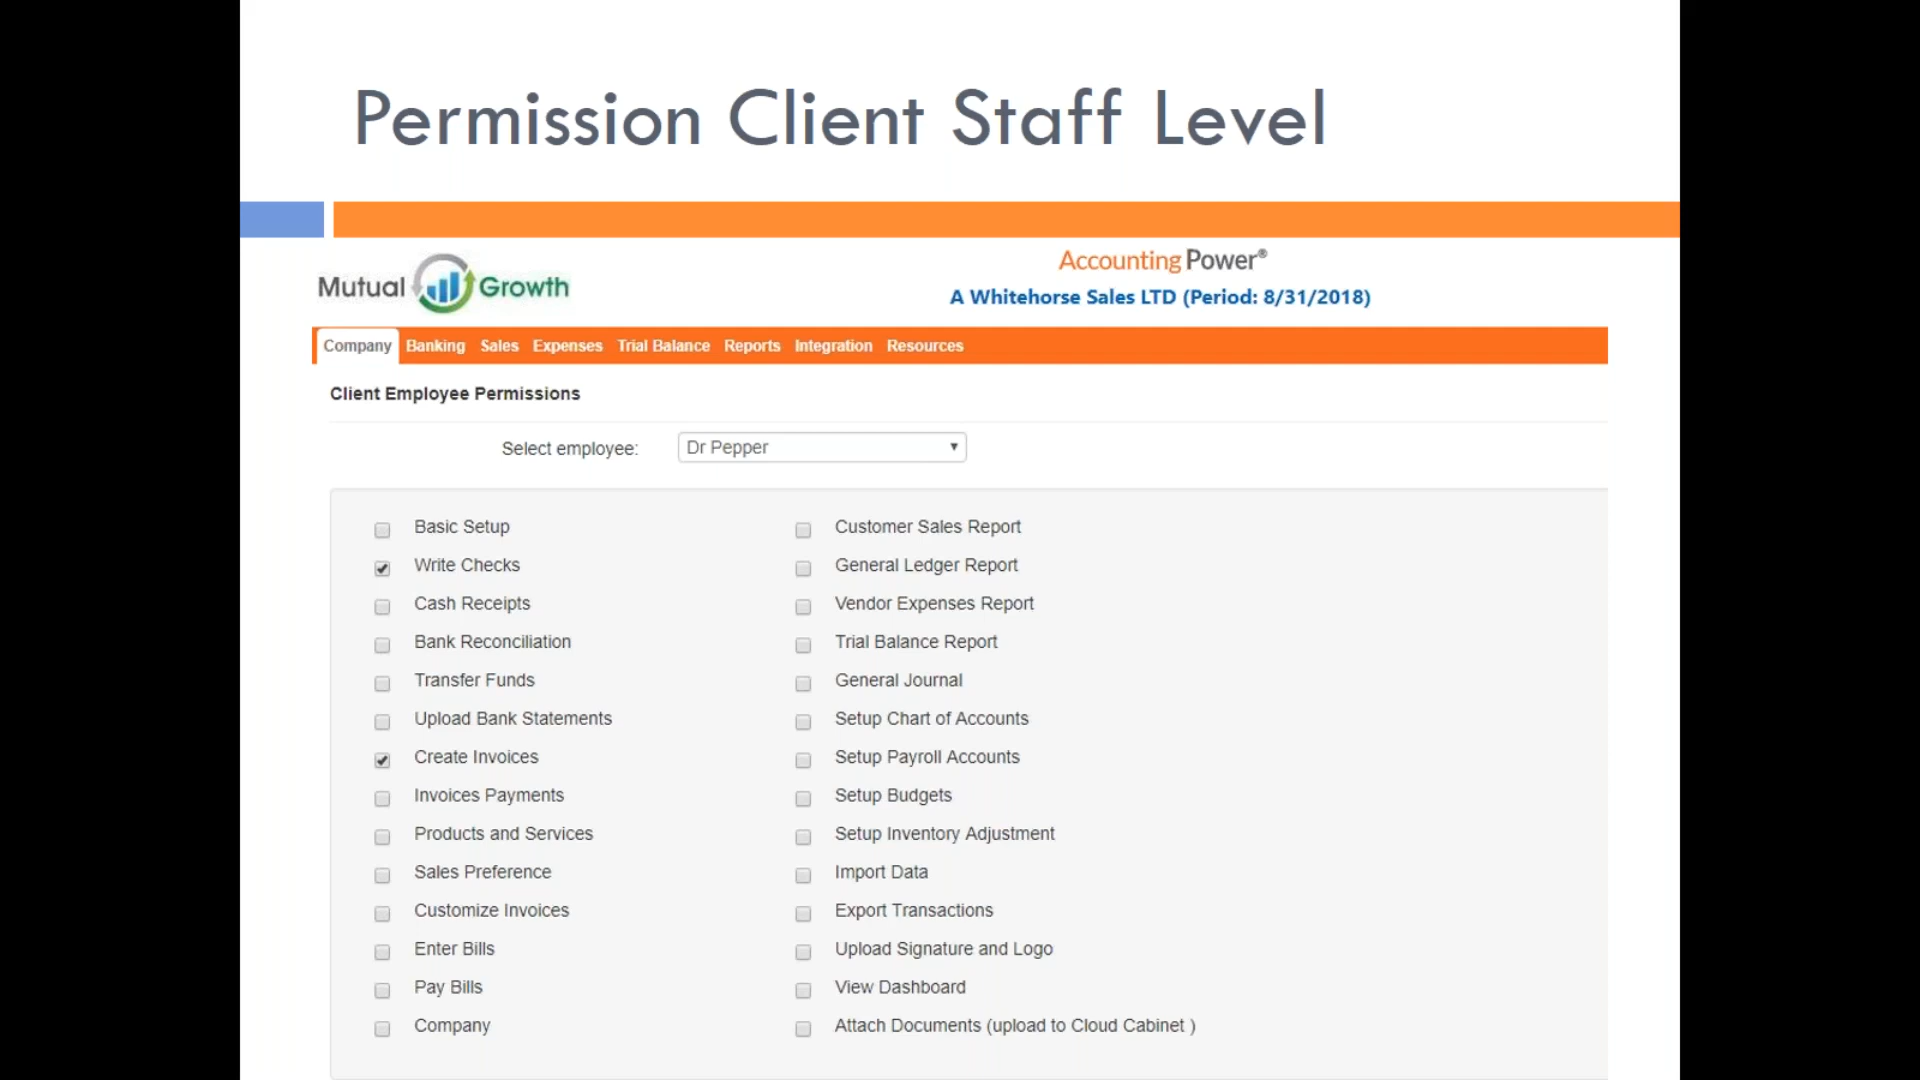 Permission Client Staff Level
Mutual Growth
Accounting Power®
A Whitehorse Sales LTD (Period: 8/31/2018)
Company Banking Sales Expenses Trial Balance Reports Integration Resources
Client Employee Permissions
Select employee: Dr Pepper
Basic Setup
Write Checks
Cash Receipts
Bank Reconciliation
Transfer Funds
Upload Bank Statements
Create Invoices
Invoices Payments
Products and Services
Sales Preference
Customize Invoices
Enter Bills
Pay Bills
Company
Customer Sales Report
General Ledger Report
Vendor Expenses Report
Trial Balance Report
General Journal
Setup Chart of Accounts
Setup Payroll Accounts
Setup Budgets
Setup Inventory Adjustment
Import Data
Export Transactions
Upload Signature and Logo
View Dashboard
Attach Documents (upload to Cloud Cabinet )